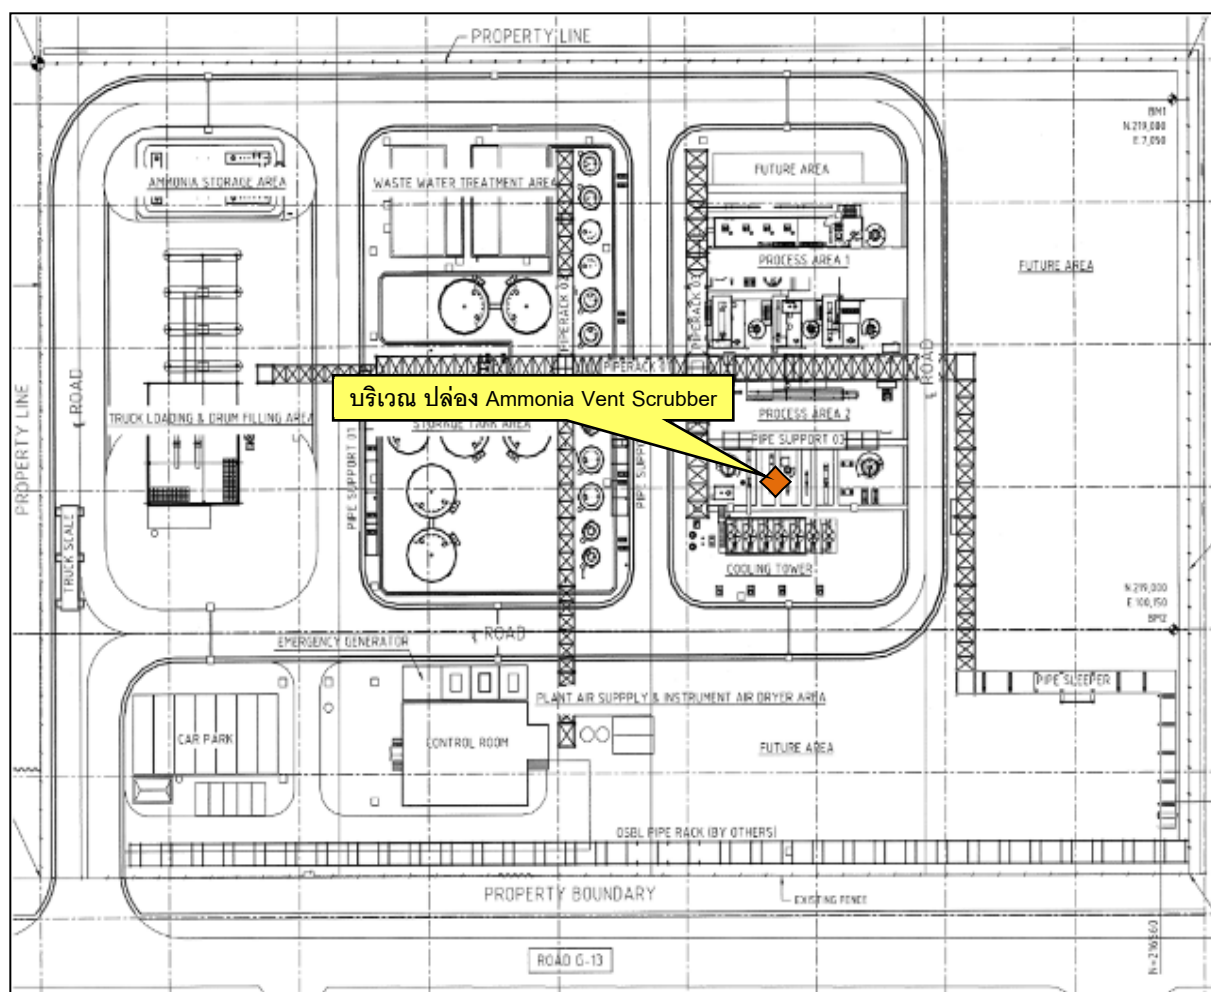 PROPERTY LINE
BM1
N.219,080
E.7,050
AMMONIA STORAGE AREA
WASTE WATER TREATMENT AREA
FUTURE AREA
PROCESS AREA 1
FUTURE AREA
PIPERACK 02
PIPERACK 03
PIPERACK 01
ROAD
ROAD
PROPERTY LINE
บริเวณ ปล่อง Ammonia Vent Scrubber
TRUCK LOADING & DRUM FILLING AREA
STORAGE TANK AREA
PROCESS AREA 2
PIPE SUPPORT 03
PIPE SUPPORT 01
TRUCK SCALE
COOLING TOWER
N.219,000
E.100,150
BM2
ROAD
EMERGENCY GENERATOR
PIPE SLEEPER
PLANT AIR SUPPPLY & INSTRUMENT AIR DRYER AREA
CAR PARK
CONTROL ROOM
FUTURE AREA
OSBL PIPE RACK (BY OTHERS)
PROPERTY BOUNDARY
EXISTING FENCE
ROAD G-13
N=216560